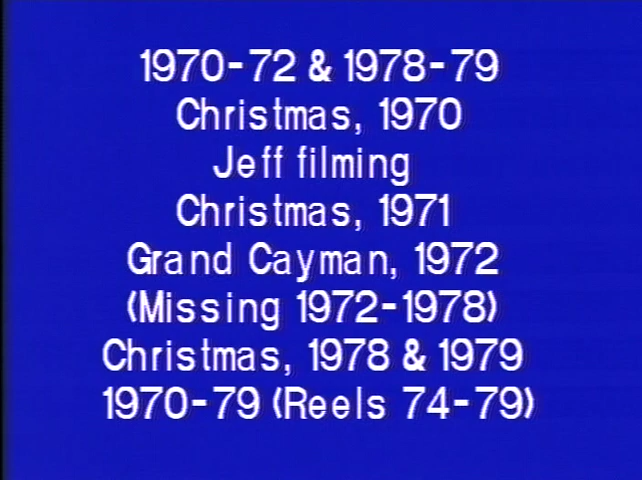 1970-72 & 1978-79
Christmas, 1970
Jeff filming
Christmas, 1971
Grand Cayman, 1972
(Missing 1972-1978)
Christmas, 1978 & 1979
1970-79 (Reels 74-79)